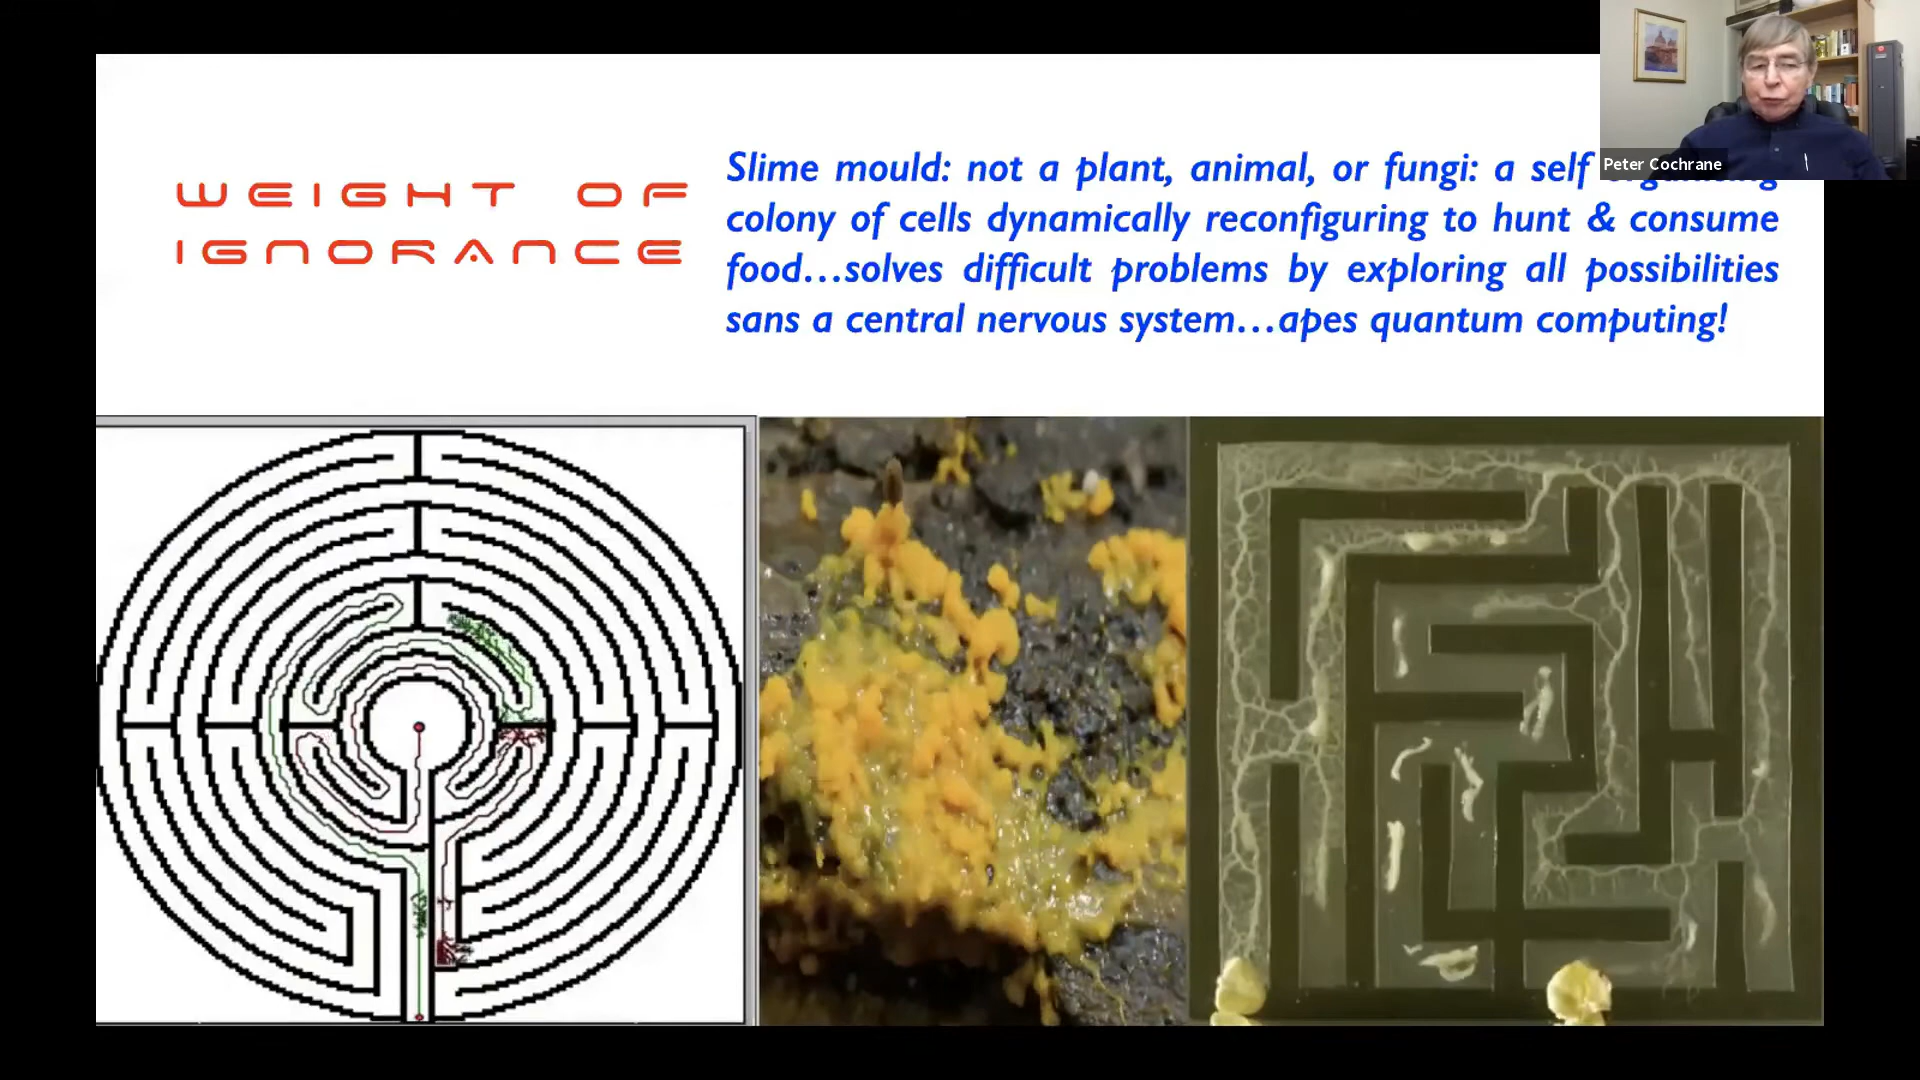 WEIGHT OF
IGNORANCE
Slime mould: not a plant, animal, or fungi: a self
colony of cells dynamically reconfiguring to hunt & consume
food...solves difficult problems by exploring all possibilities
sans a central nervous system...apes quantum computing!
Peter Cochrane